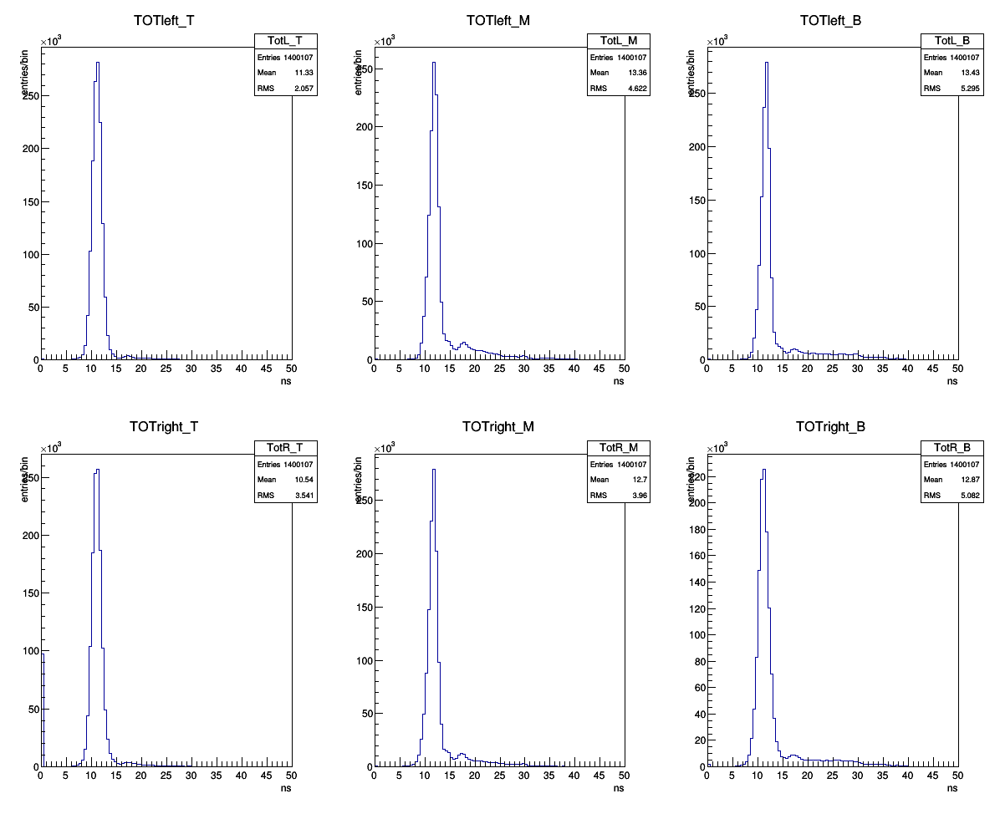 TOTleft_T
×10³
entries/bin
TotL_T
Entries 1400107
Mean 11.33
RMS 2.057
250
200
150
100
50
0
0 5 10 15 20 25 30 35 40 45 50
ns
TOTleft_M
×10³
entries/bin
TotL_M
Entries 1400107
Mean 13.36
RMS 4.622
250
200
150
100
50
0
0 5 10 15 20 25 30 35 40 45 50
ns
TOTleft_B
×10³
entries/bin
TotL_B
Entries 1400107
Mean 13.43
RMS 5.295
250
200
150
100
50
0
0 5 10 15 20 25 30 35 40 45 50
ns
TOTright_T
×10³
entries/bin
TotR_T
Entries 1400107
Mean 10.54
RMS 3.541
250
200
150
100
50
0
0 5 10 15 20 25 30 35 40 45 50
ns
TOTright_M
×10³
entries/bin
TotR_M
Entries 1400107
Mean 12.7
RMS 3.96
250
200
150
100
50
0
0 5 10 15 20 25 30 35 40 45 50
ns
TOTright_B
×10³
entries/bin
TotR_B
Entries 1400107
Mean 12.87
RMS 5.082
220
200
180
160
140
120
100
80
60
40
20
0
0 5 10 15 20 25 30 35 40 45 50
ns